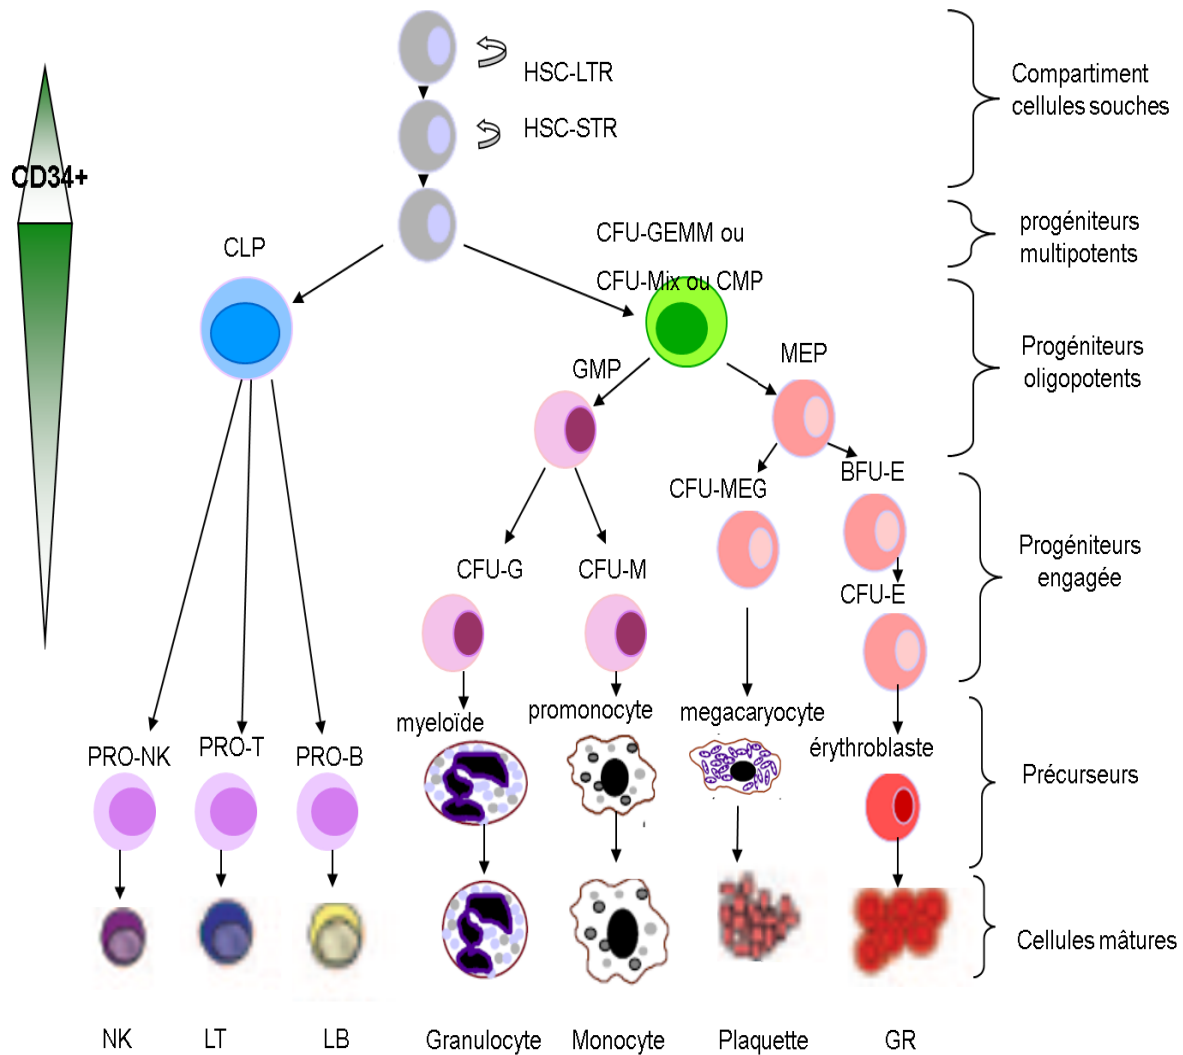 HSC-LTR
Compartiment
cellules souches
HSC-STR
CD34+
CLP
CFU-GEMM ou
CFU-Mix ou CMP
progéniteurs
multipotents
GMP
MEP
Progéniteurs
oligopotents
CFU-MEG
BFU-E
CFU-G
CFU-M
CFU-E
Progéniteurs
engagée
myeloïde
promonocyte
megacaryocyte
érythroblaste
PRO-NK
PRO-T
PRO-B
Précurseurs
Cellules mâtures
NK
LT
LB
Granulocyte
Monocyte
Plaquette
GR